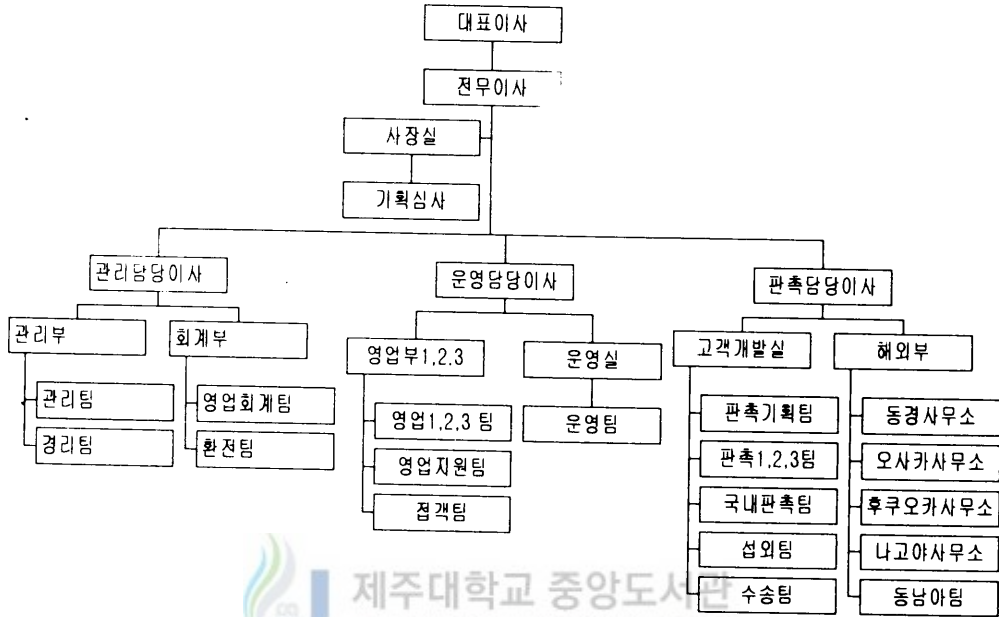 대표이사
전무이사
사장실
기획심사
관리담당이사
운영담당이사
판촉담당이사
관리부
회계부
영업부1,2,3
운영실
고객개발실
해외부
관리팀
경리팀
영업회계팀
환전팀
영업1,2,3 팀
영업지원팀
접객팀
운영팀
판촉기획팀
판촉1,2,3팀
국내판촉팀
섭외팀
수송팀
동경사무소
오사카사무소
후쿠오카사무소
나고야사무소
동남아팀
제주대학교 중앙도서관